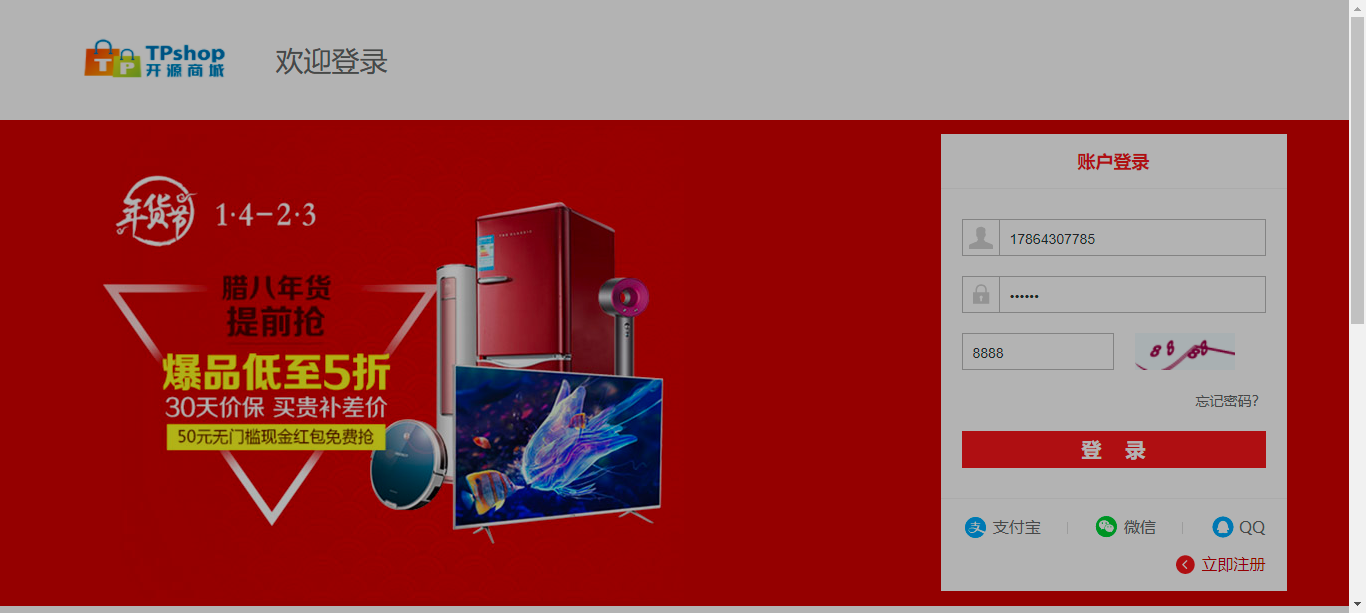 TPshop
开源商城
欢迎登录
年货节
1·4-2·3
腊八年货
提前抢
爆品低至5折
30天价保 买贵补差价
50元无门槛现金红包免费抢
账户登录
17864307785
••••••
8888
8888
忘记密码?
登 录
支付宝
微信
QQ
立即注册